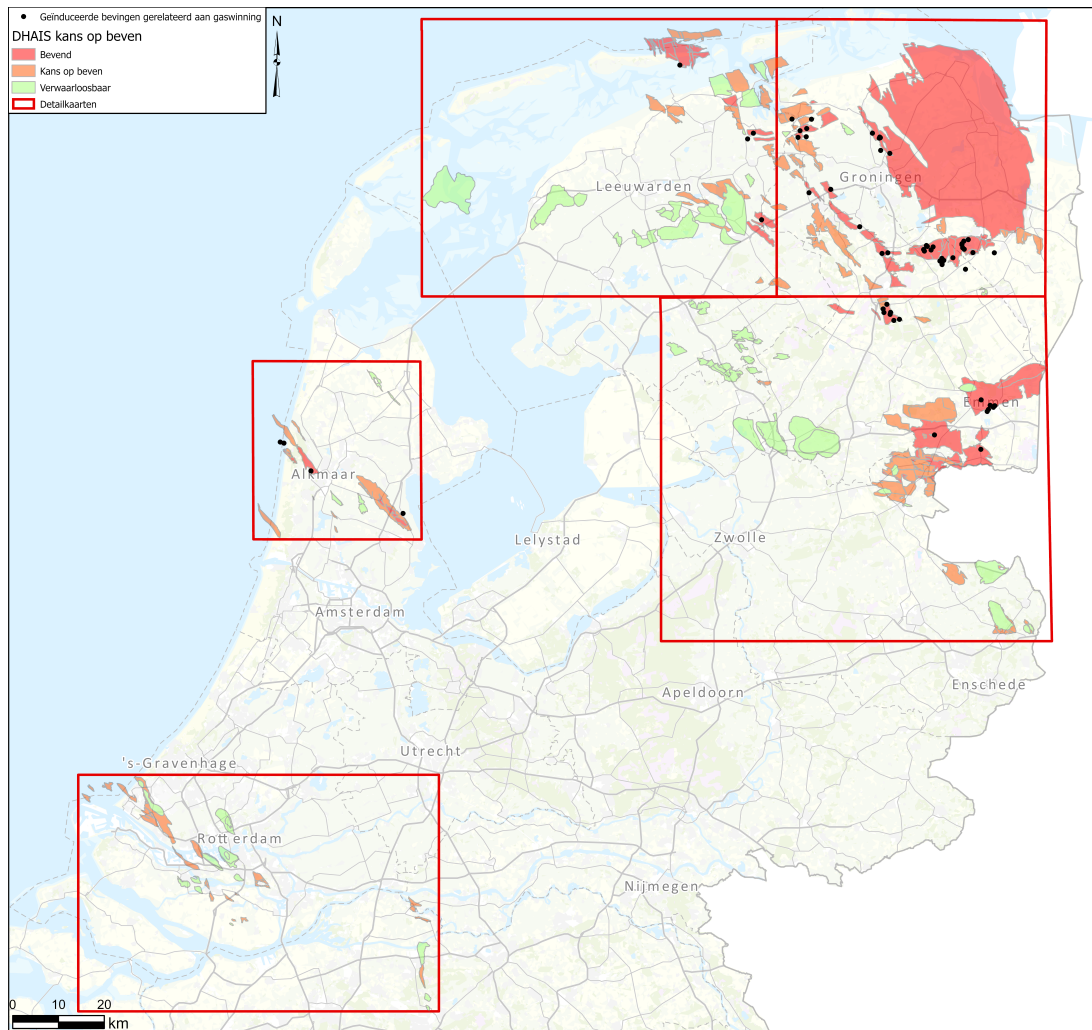 Geïnduceerde bevingen gerelateerd aan gaswinning
DHAIS kans op beven
Bevend
Kans op beven
Verwaarloosbaar
Detailkaarten
N
Leeuwarden
Groningen
Emmen
Alkmaar
Lelystad
Zwolle
Amsterdam
Apeldoorn
Enschede
Utrecht
's-Gravenhage
Rotterdam
Nijmegen
0 10 20
km